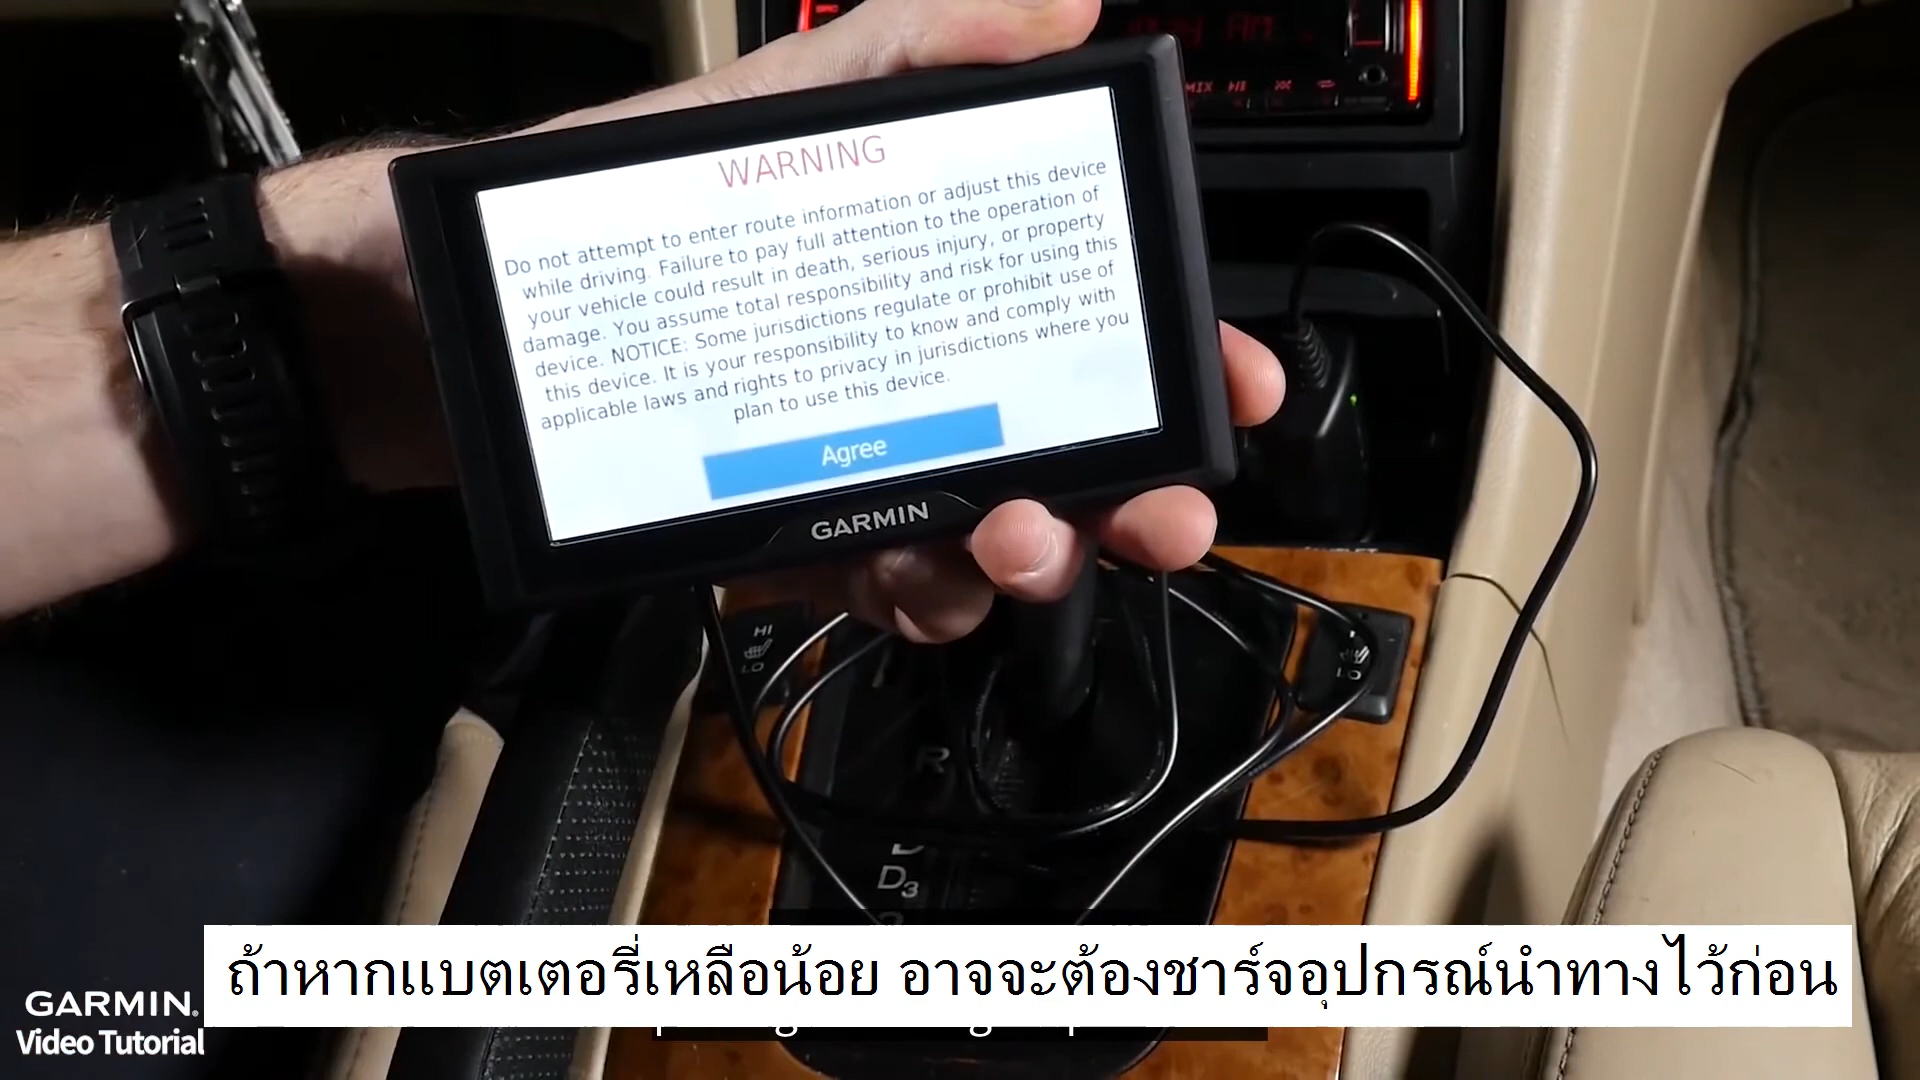 WARNING
Do not attempt to enter route information or adjust this device
while driving. Failure to pay full attention to the operation of
your vehicle could result in death, serious injury, or property
damage. You assume total responsibility and risk for using this
device. NOTICE: Some jurisdictions regulate or prohibit use of
this device. It is your responsibility to know and comply with
applicable laws and rights to privacy in jurisdictions where you
plan to use this device.
Agree
GARMIN
MIX
HI
LO
LO
R
D
D3
ถ้าหากแบตเตอรี่เหลือน้อย อาจจะต้องชาร์จอุปกรณ์นำทางไว้ก่อน
GARMIN.
Video Tutorial